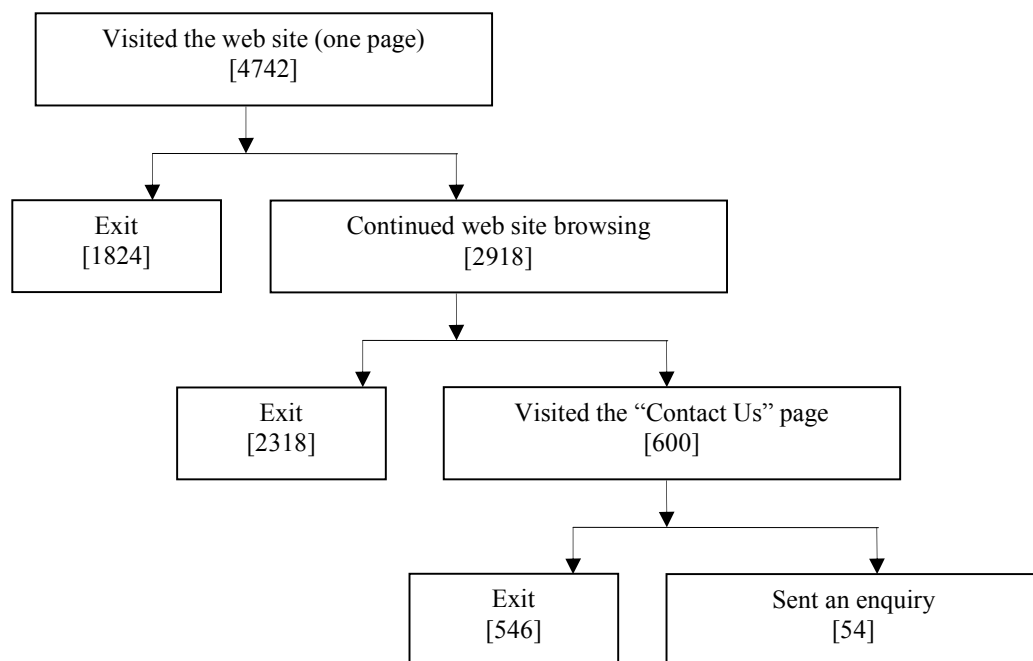 Visited the web site (one page)
[4742]
Exit
[1824]
Continued web site browsing
[2918]
Exit
[2318]
Visited the “Contact Us” page
[600]
Exit
[546]
Sent an enquiry
[54]